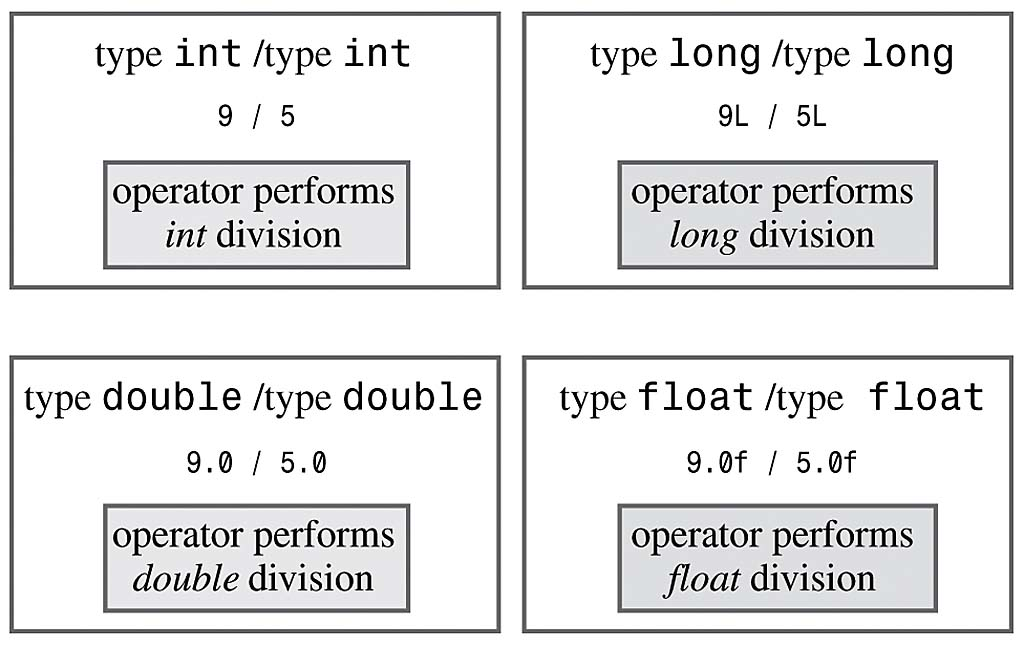 type int /type int
9 / 5
operator performs
int division
type long /type long
9L / 5L
operator performs
long division
type double /type double
9.0 / 5.0
operator performs
double division
type float /type float
9.0f / 5.0f
operator performs
float division